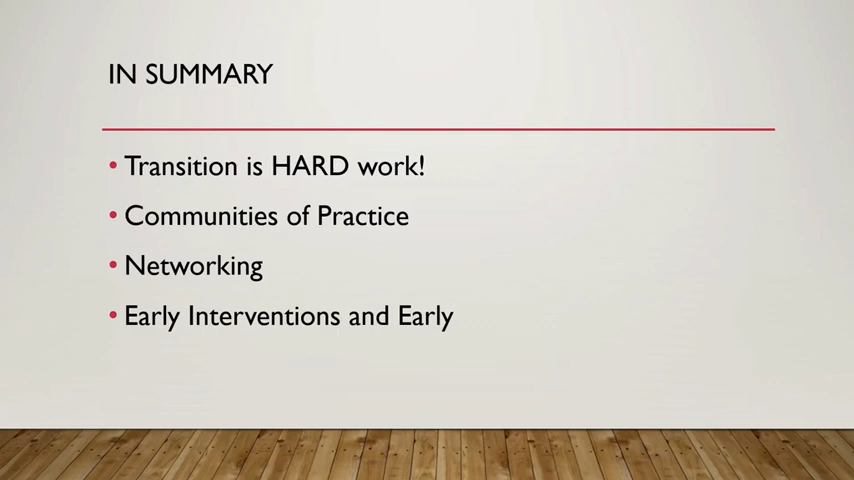 IN SUMMARY
• Transition is HARD work!
• Communities of Practice
• Networking
• Early Interventions and Early